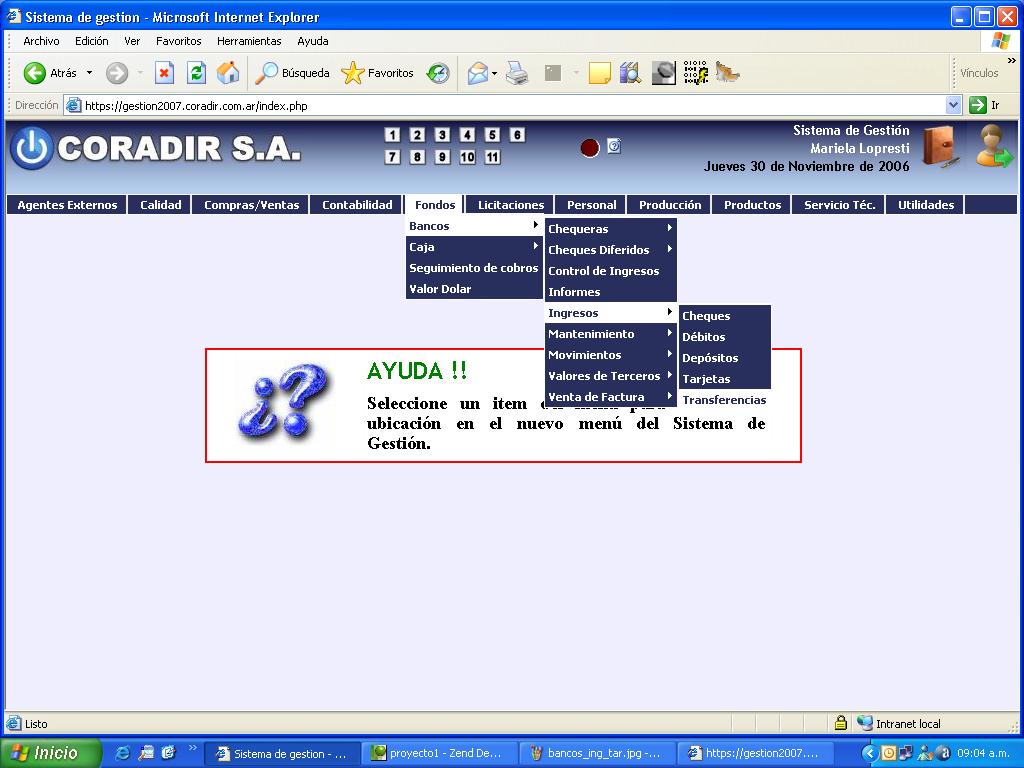 Sistema de gestion - Microsoft Internet Explorer
Archivo Edición Ver Favoritos Herramientas Ayuda
Atrás Búsqueda Favoritos Vínculos
Dirección https://gestion2007.coradir.com.ar/index.php Ir
CORADIR S.A.
1 2 3 4 5 6
7 8 9 10 11
Sistema de Gestión
Mariela Lopresti
Jueves 30 de Noviembre de 2006
Agentes Externos Calidad Compras/Ventas Contabilidad Fondos Licitaciones Personal Producción Productos Servicio Téc. Utilidades
Bancos
Caja
Seguimiento de cobros
Valor Dolar
Chequeras
Cheques Diferidos
Control de Ingresos
Informes
Ingresos
Mantenimiento
Movimientos
Valores de Terceros
Venta de Factura
Cheques
Débitos
Depósitos
Tarjetas
Transferencias
AYUDA !!
Seleccione un item
ubicación en el nuevo menú del Sistema de
Gestión.
Listo Intranet local
Inicio Sistema de gestion - ... proyecto1 - Zend De... bancos_ing_tar.jpg -... https://gestion2007.... 09:04 a.m.